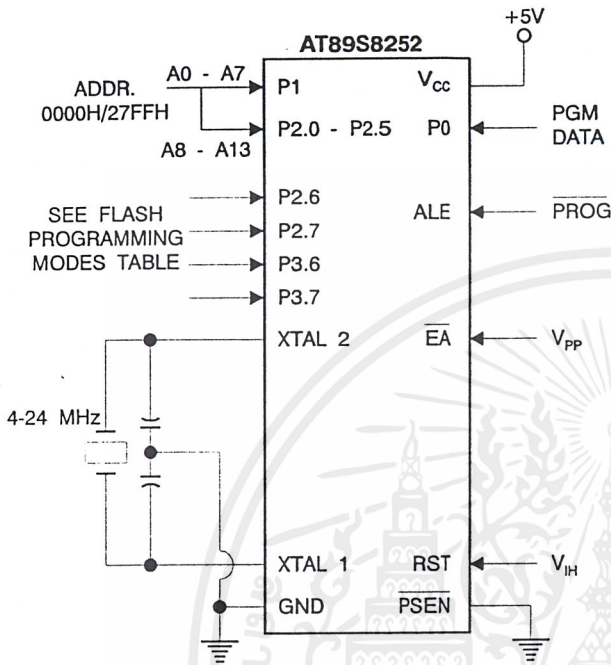 +5V
AT89S8252
ADDR.
0000H/27FFH
A0 - A7
A8 - A13
P1
P2.0 - P2.5
VCC
P0
PGM
DATA
SEE FLASH
PROGRAMMING
MODES TABLE
P2.6
P2.7
P3.6
P3.7
ALE
PROG
XTAL 2
EA
VPP
4-24 MHz
XTAL 1
RST
VIH
GND
PSEN